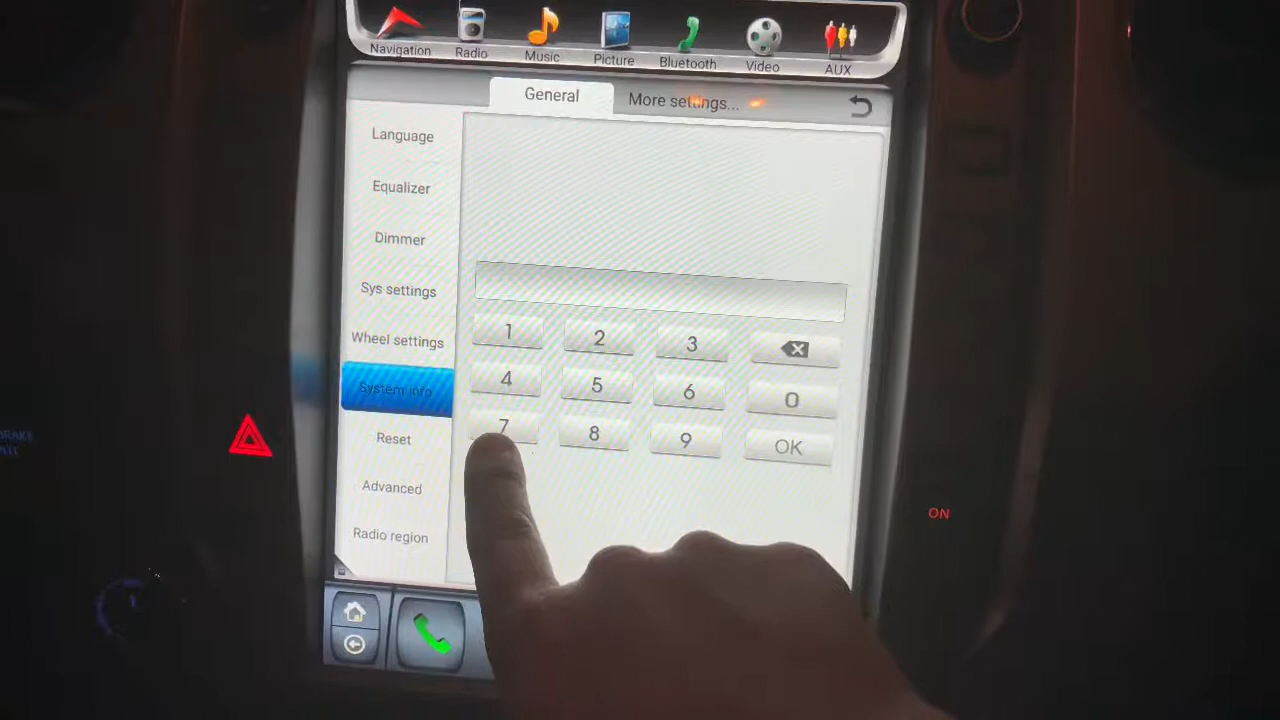 Navigation
Radio
Music
Picture
Bluetooth
Video
AUX
General
More settings...
Language
Equalizer
Dimmer
Sys settings
Wheel settings
System info
Reset
Advanced
Radio region
1 2 3
4 5 6 0
7 8 9 OK
ON
BRAKE